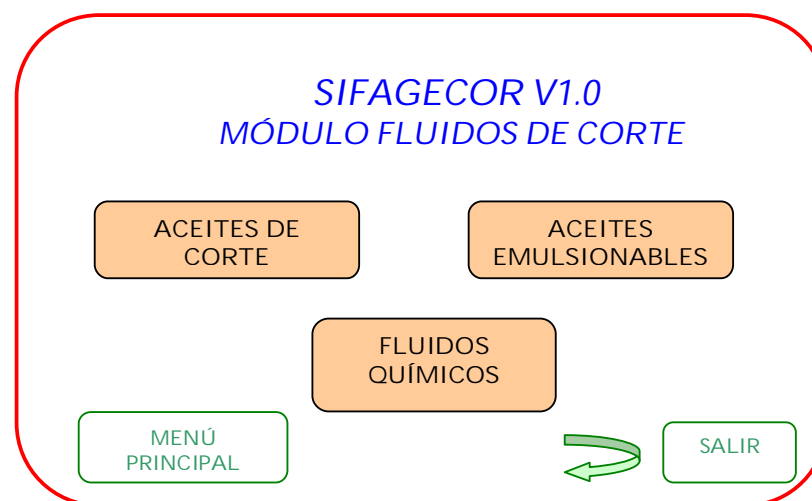 SIFAGECOR V1.0
MÓDULO FLUIDOS DE CORTE
ACEITES DE
CORTE
ACEITES
EMULSIONABLES
FLUIDOS
QUÍMICOS
MENÚ
PRINCIPAL
SALIR